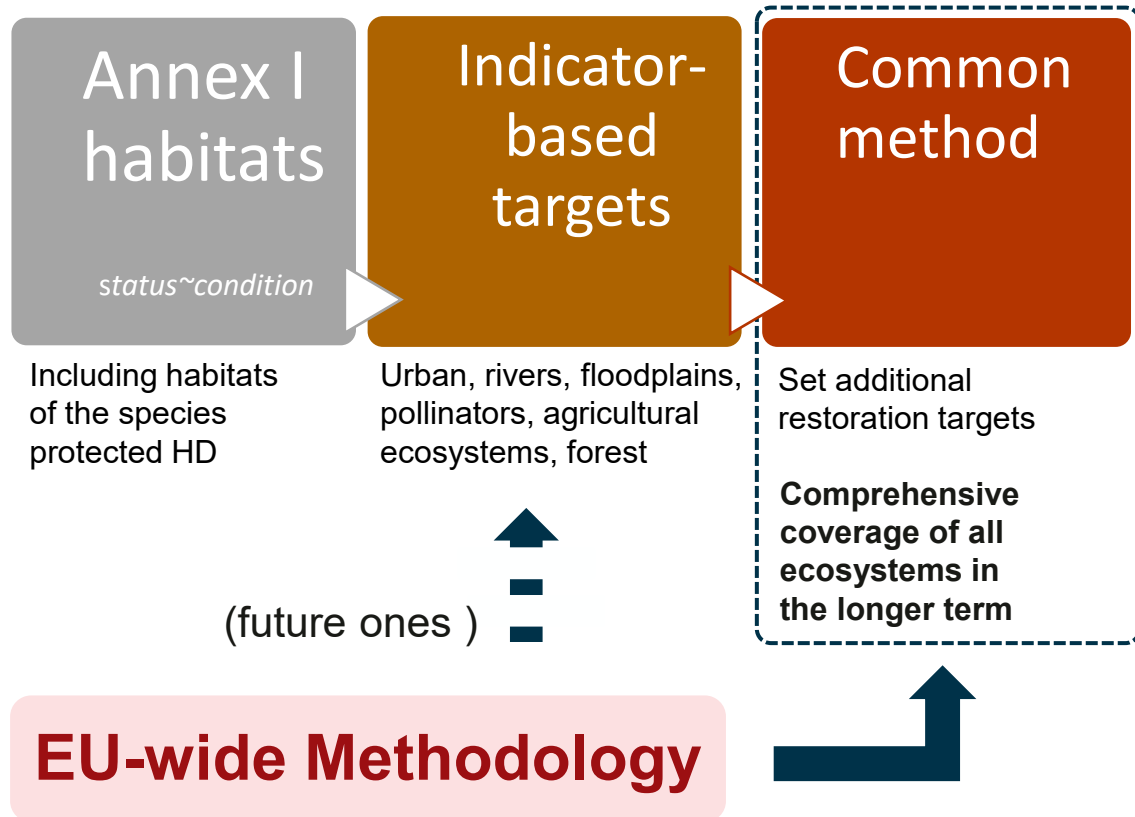 Annex I
habitats
status~condition
Including habitats
of the species
protected HD
Indicator-
based
targets
Urban, rivers, floodplains,
pollinators, agricultural
ecosystems, forest
Common
method
Set additional
restoration targets
Comprehensive
coverage of all
ecosystems in
the longer term
(future ones )
EU-wide Methodology